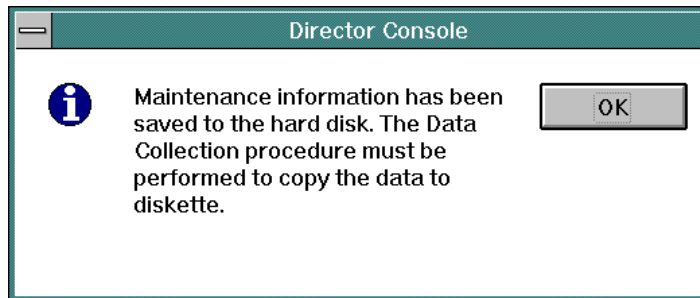 Director Console
Maintenance information has been
saved to the hard disk. The Data
Collection procedure must be
performed to copy the data to
diskette.
OK